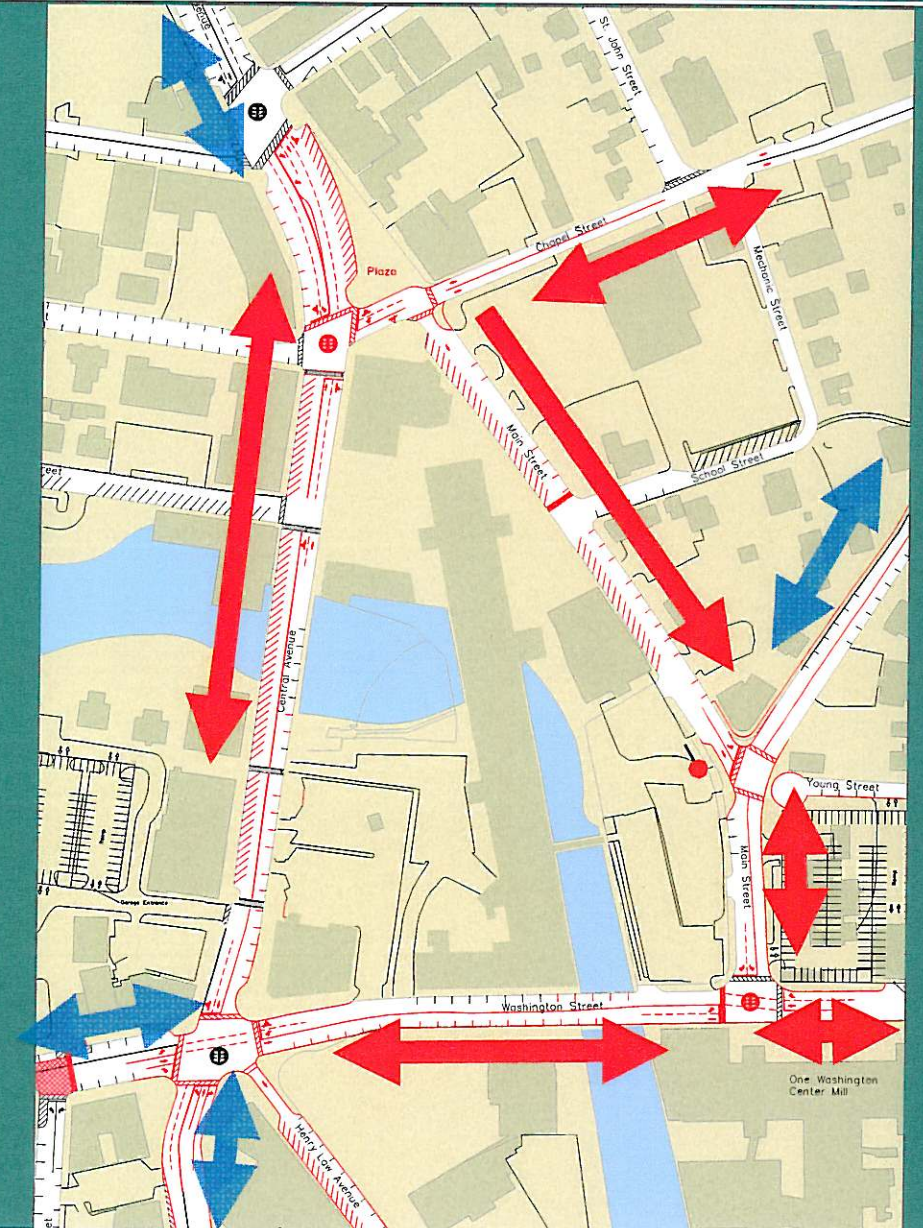 St. John Street
Chapel Street
Plaza
Mechanic Street
Main Street
School Street
Central Avenue
Young Street
Main Street
Garage Entrance
Washington Street
One Washington
Center Mill
Henry Law Avenue